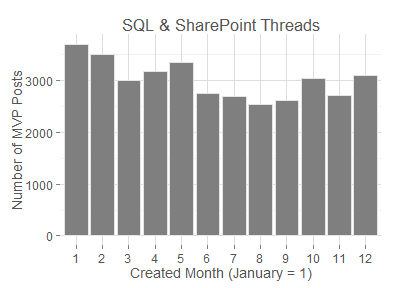 SQL & SharePoint Threads
Number of MVP Posts
3000
2000
1000
0
1 2 3 4 5 6 7 8 9 10 11 12
Created Month (January = 1)